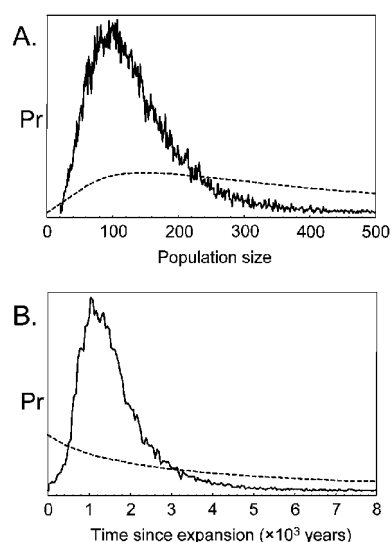 A.
Pr
0 100 200 300 400 500
Population size
B.
Pr
0 1 2 3 4 5 6 7 8
Time since expansion (×10³ years)